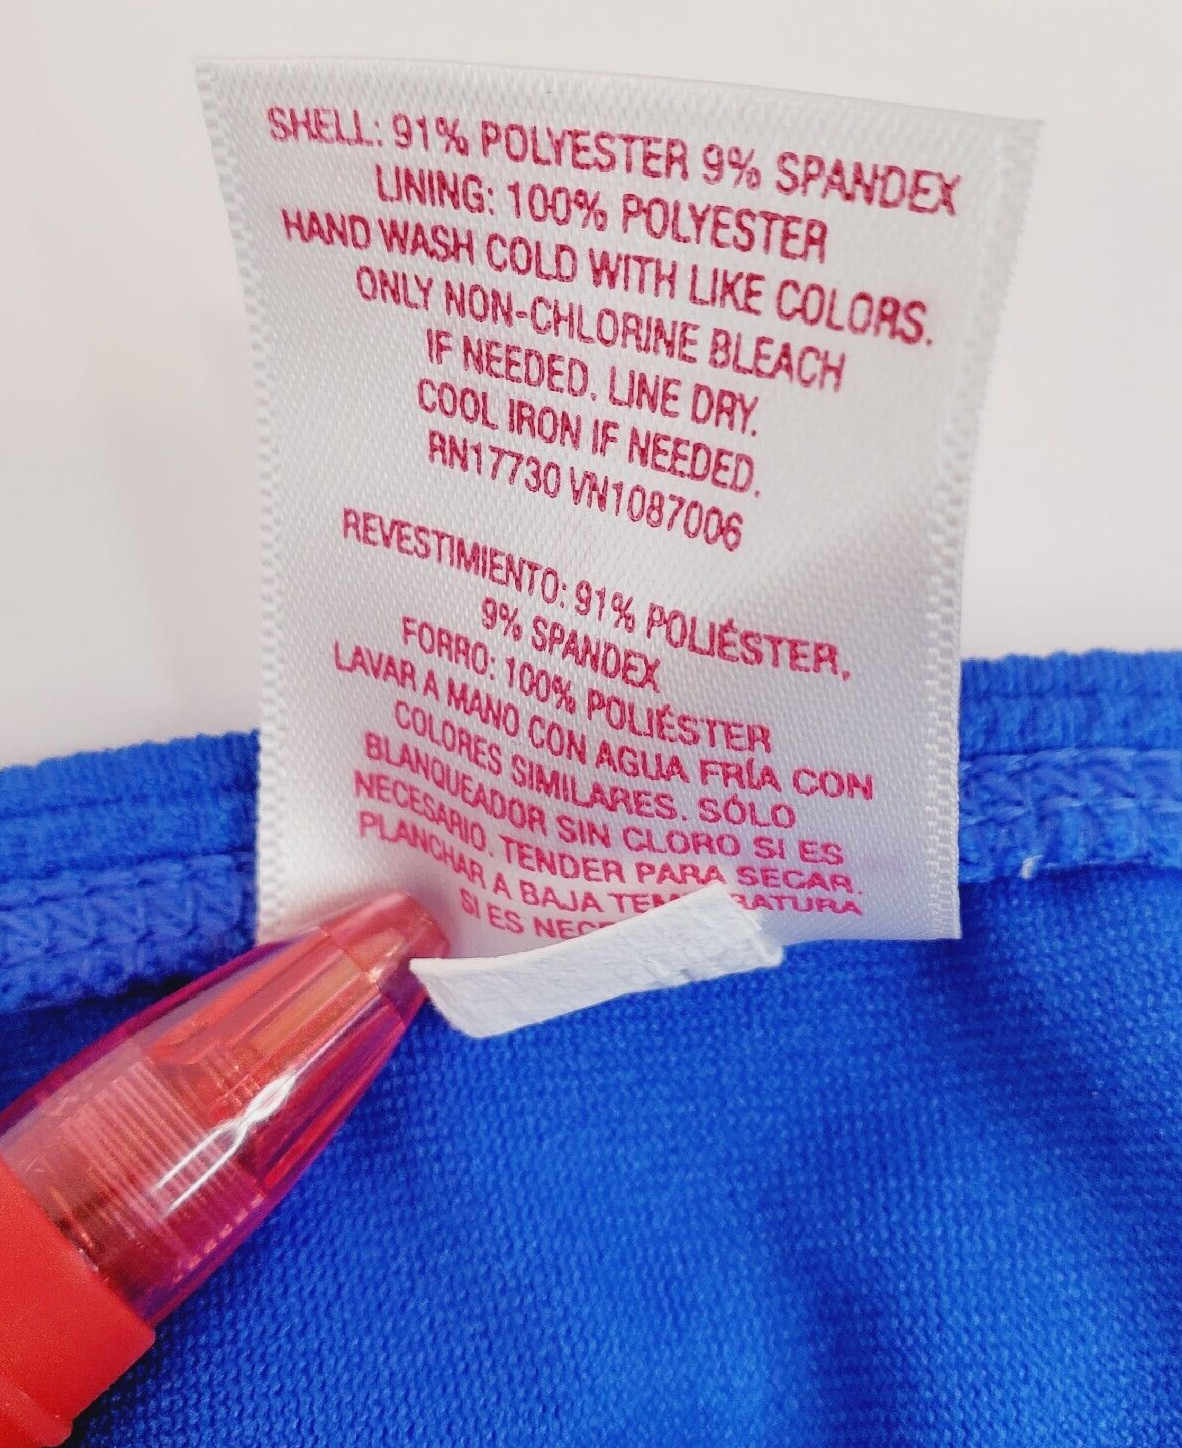 SHELL: 91% POLYESTER 9% SPANDEX
LINING: 100% POLYESTER
HAND WASH COLD WITH LIKE COLORS.
ONLY NON-CHLORINE BLEACH
IF NEEDED. LINE DRY.
COOL IRON IF NEEDED.
RN17730 VN1087006
REVESTIMIENTO: 91% POLIÉSTER,
9% SPANDEX
FORRO: 100% POLIÉSTER
LAVAR A MANO CON AGUA FRÍA CON
COLORES SIMILARES. SÓLO
BLANQUEADOR SIN CLORO SI ES
NECESARIO. TENDER PARA SECAR.
PLANCHAR A BAJA
SI ES